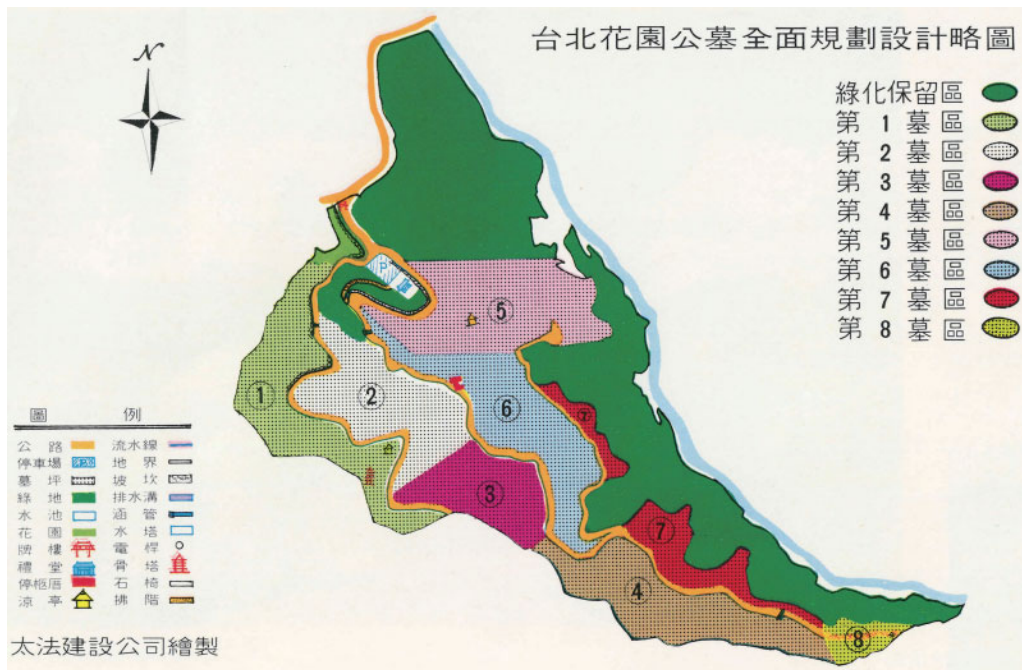 台北花園公墓全面規劃設計略圖
N
綠化保留區
第1墓區
第2墓區
第3墓區
第4墓區
第5墓區
第6墓區
第7墓區
第8墓區
P
5
1
2
6
7
3
7
4
8
圖例
公路 流水線
停車場 地界
墓坪 坡坎
綠地 排水溝
水池 涵管
花園 水塔
牌樓 電桿
禮堂 骨塔
停柩厝 石椅
涼亭 拂階
太法建設公司繪製